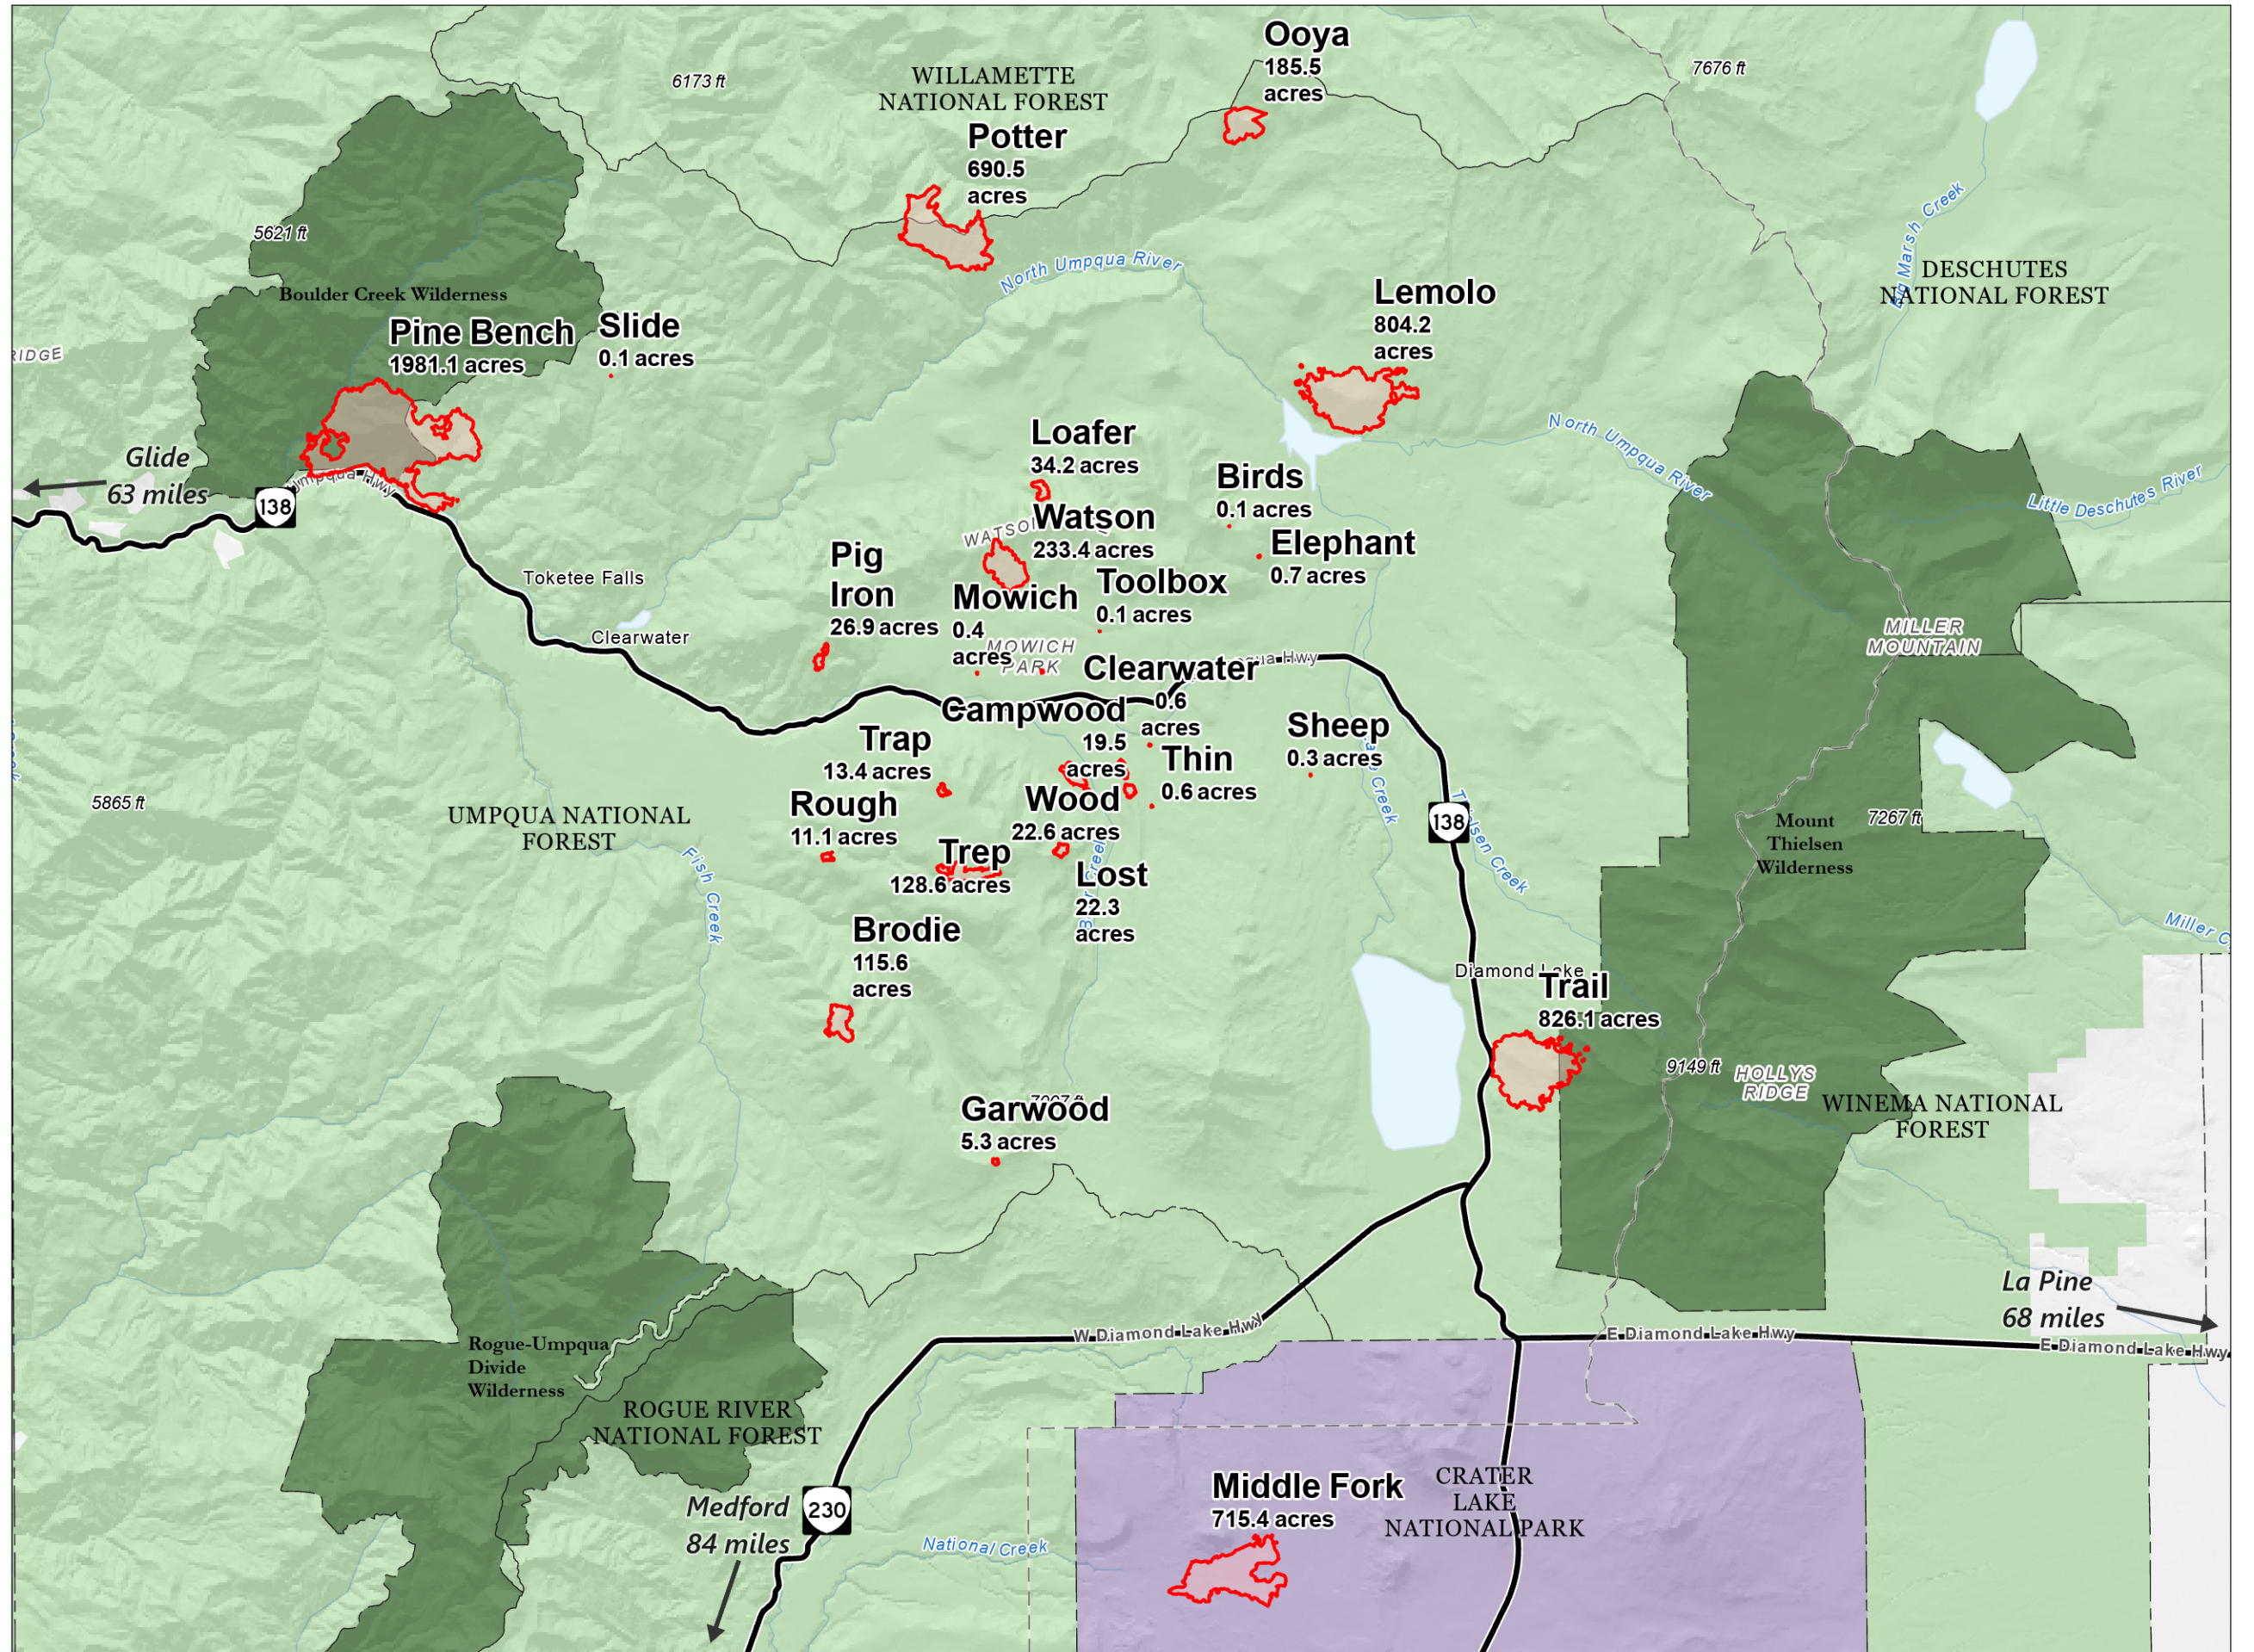 Ooya
185.5
acres
6173 ft
WILLAMETTE
NATIONAL FOREST
7676 ft
Potter
690.5
acres
5621 ft
North Umpqua River
Big Marsh Creek
DESCHUTES
NATIONAL FOREST
Boulder Creek Wilderness
Lemolo
804.2
acres
Pine Bench
1981.1 acres
Slide
0.1 acres
RIDGE
Glide
63 miles
138
Umpqua Hwy
Loafer
34.2 acres
North Umpqua River
Birds
0.1 acres
Little Deschutes River
Watson
233.4 acres
Elephant
0.7 acres
Pig
Iron
26.9 acres
Toketee Falls
Mowich
0.4
acres
Toolbox
0.1 acres
MOWICH
PARK
Clearwater
MILLER
MOUNTAIN
Clearwater
0.6
acres
Campwood
19.5
acres
Trap
13.4 acres
Thin
0.6 acres
Sheep
0.3 acres
5865 ft
UMPQUA NATIONAL
FOREST
Rough
11.1 acres
Wood
22.6 acres
138
Thielsen Creek
Mount
Thielsen
Wilderness
7267 ft
Fish Creek
Trep
128.6 acres
Lost
22.3
acres
Miller C
Brodie
115.6
acres
Diamond Lake
Trail
826.1 acres
9149 ft
HOLLYS
RIDGE
WINEMA NATIONAL
FOREST
Garwood
5.3 acres
La Pine
68 miles
W Diamond Lake Hwy
E Diamond Lake Hwy
E Diamond Lake Hwy
Rogue-Umpqua
Divide
Wilderness
ROGUE RIVER
NATIONAL FOREST
Medford
84 miles
230
National Creek
Middle Fork
715.4 acres
CRATER
LAKE
NATIONAL PARK